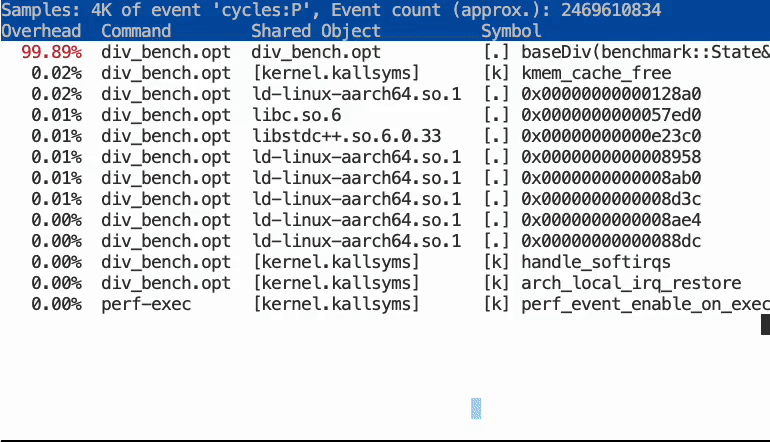 Samples: 4K of event 'cycles:P', Event count (approx.): 2469610834
Overhead  Command       Shared Object          Symbol
  99.89%  div_bench.opt  div_bench.opt          [.] baseDiv(benchmark::State&
   0.02%  div_bench.opt  [kernel.kallsyms]      [k] kmem_cache_free
   0.02%  div_bench.opt  ld-linux-aarch64.so.1  [.] 0x00000000000128a0
   0.01%  div_bench.opt  libc.so.6              [.] 0x0000000000057ed0
   0.01%  div_bench.opt  libstdc++.so.6.0.33    [.] 0x00000000000e23c0
   0.01%  div_bench.opt  ld-linux-aarch64.so.1  [.] 0x0000000000008958
   0.01%  div_bench.opt  ld-linux-aarch64.so.1  [.] 0x0000000000008ab0
   0.01%  div_bench.opt  ld-linux-aarch64.so.1  [.] 0x0000000000008d3c
   0.00%  div_bench.opt  ld-linux-aarch64.so.1  [.] 0x0000000000008ae4
   0.00%  div_bench.opt  ld-linux-aarch64.so.1  [.] 0x00000000000088dc
   0.00%  div_bench.opt  [kernel.kallsyms]      [k] handle_softirqs
   0.00%  div_bench.opt  [kernel.kallsyms]      [k] arch_local_irq_restore
   0.00%  perf-exec      [kernel.kallsyms]      [k] perf_event_enable_on_exec